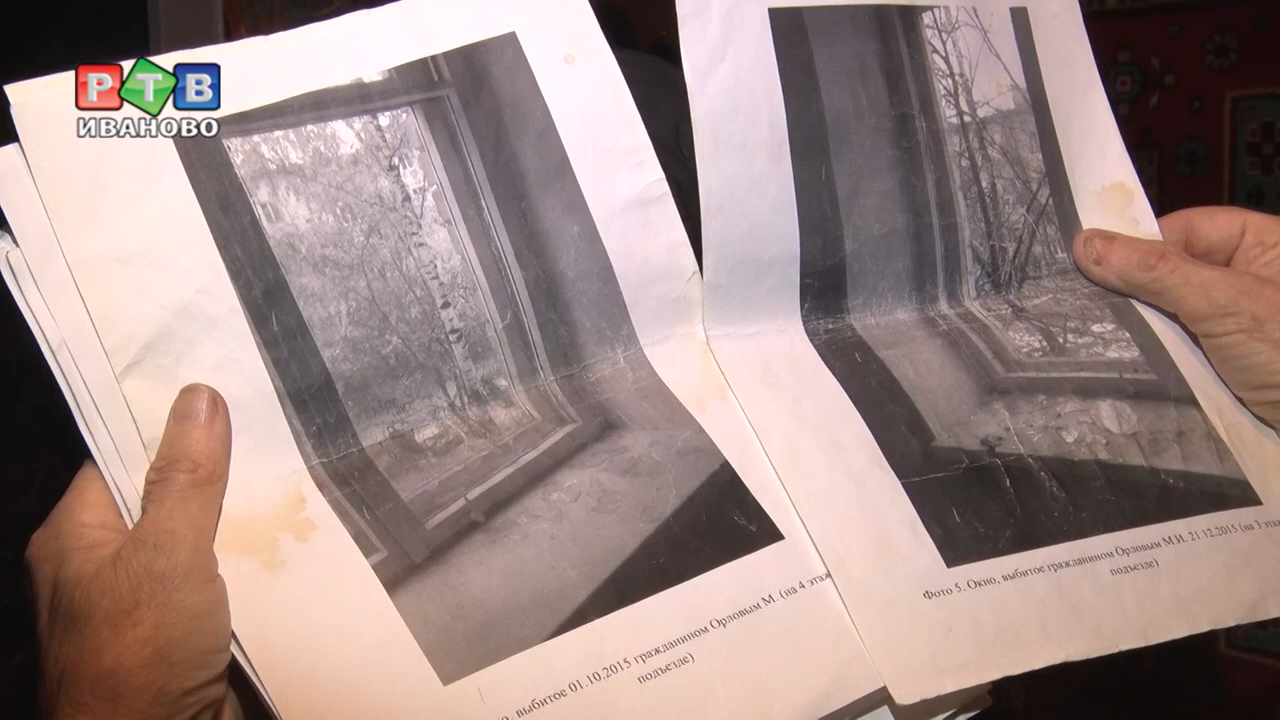 РТВ
ИВАНОВО
выбитое 01.10.2015 гражданином Орловым М. (на 4 этаж
подъезде)
Фото 5. Окно, выбитое гражданином Орловым М.И. 21.12.2015 (на 3 эта
подъезде)